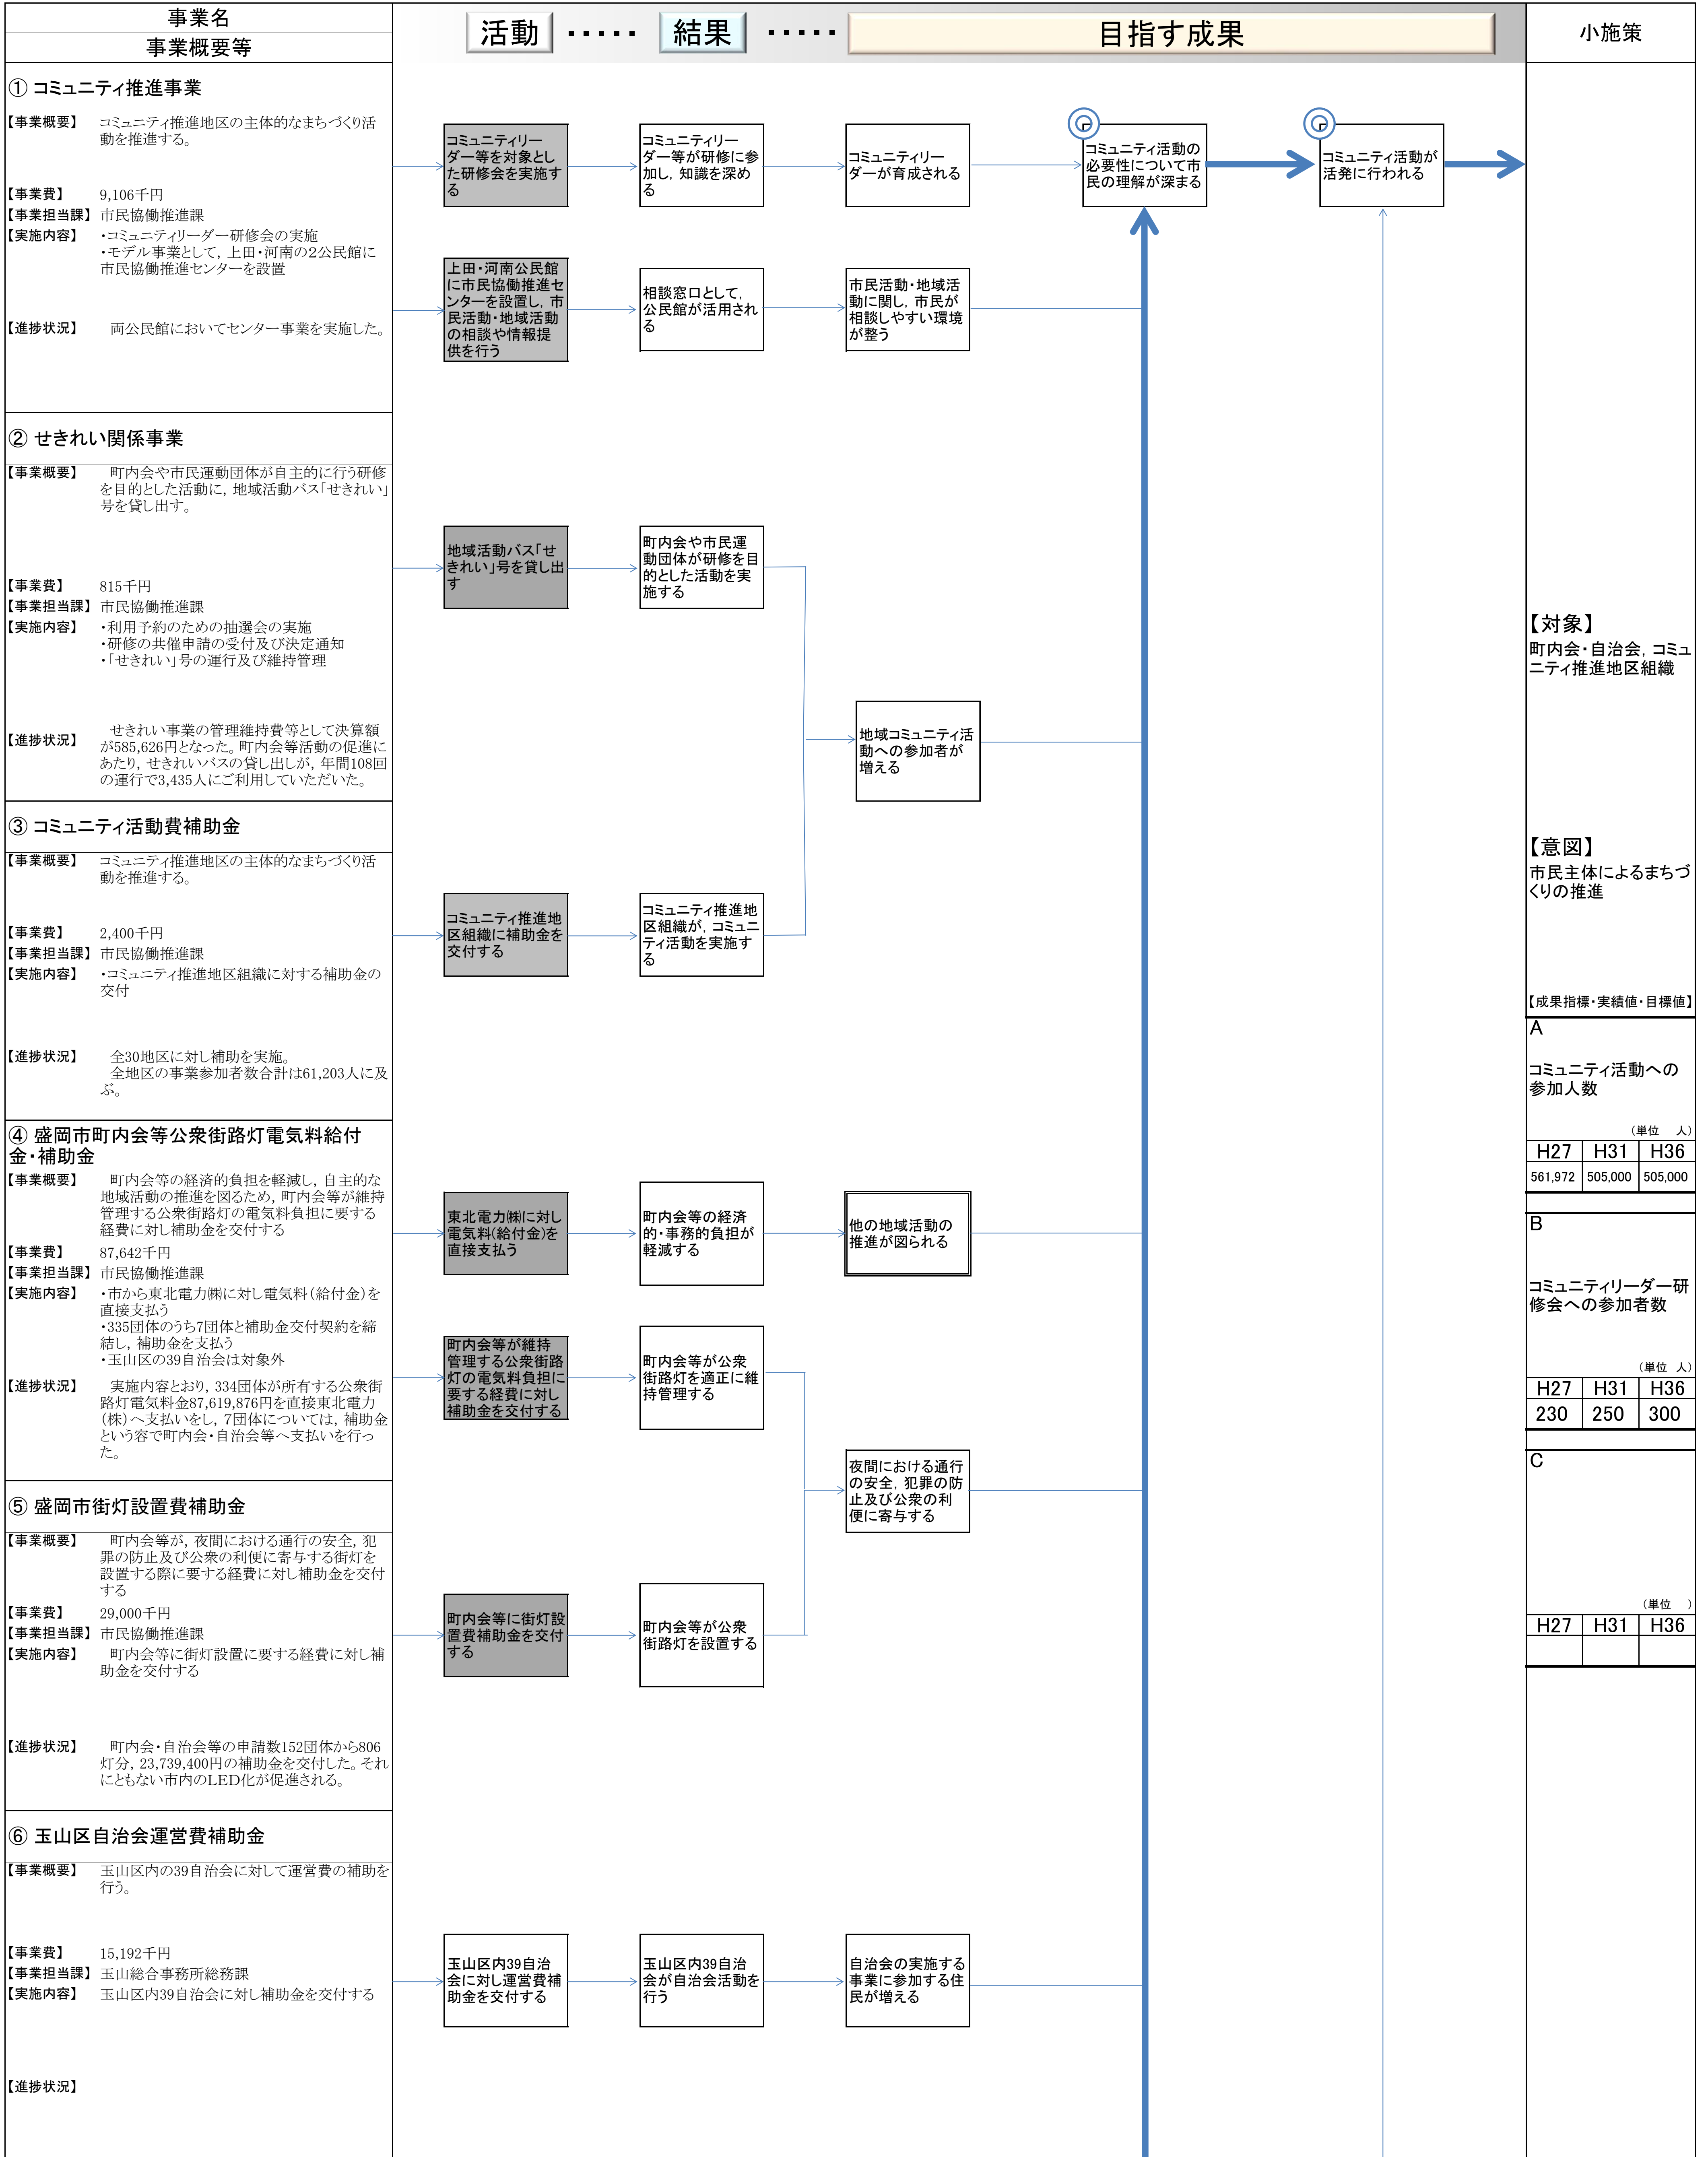 事業名
事業概要等
活動 ・・・・・ 結果 ・・・・・ 目指す成果
小施策
① コミュニティ推進事業
【事業概要】 コミュニティ推進地区の主体的なまちづくり活
動を推進する。
【事業費】 9,106千円
【事業担当課】 市民協働推進課
【実施内容】 ・コミュニティリーダー研修会の実施
・モデル事業として，上田・河南の2公民館に
市民協働推進センターを設置
【進捗状況】 両公民館においてセンター事業を実施した。
コミュニティリー
ダー等を対象とし
た研修会を実施す
る
コミュニティリー
ダー等が研修に参
加し，知識を深め
る
コミュニティリー
ダーが育成される
コミュニティ活動の
必要性について市
民の理解が深まる
コミュニティ活動が
活発に行われる
上田・河南公民館
に市民協働推進セ
ンターを設置し，市
民活動・地域活動
の相談や情報提
供を行う
相談窓口として，
公民館が活用され
る
市民活動・地域活
動に関し，市民が
相談しやすい環境
が整う
② せきれい関係事業
【事業概要】 町内会や市民運動団体が自主的に行う研修
を目的とした活動に，地域活動バス「せきれい」
号を貸し出す。
【事業費】 815千円
【事業担当課】 市民協働推進課
【実施内容】 ・利用予約のための抽選会の実施
・研修の共催申請の受付及び決定通知
・「せきれい」号の運行及び維持管理
【進捗状況】 せきれい事業の管理維持費等として決算額
が585,626円となった。町内会等活動の促進に
あたり，せきれいバスの貸し出しが，年間108回
の運行で3,435人にご利用していただいた。
地域活動バス「せ
きれい」号を貸し出
す
町内会や市民運
動団体が研修を目
的とした活動を実
施する
地域コミュニティ活
動への参加者が
増える
③ コミュニティ活動費補助金
【事業概要】 コミュニティ推進地区の主体的なまちづくり活
動を推進する。
【事業費】 2,400千円
【事業担当課】 市民協働推進課
【実施内容】 ・コミュニティ推進地区組織に対する補助金の
交付
【進捗状況】 全30地区に対し補助を実施。
全地区の事業参加者数合計は61,203人に及
ぶ。
コミュニティ推進地
区組織に補助金を
交付する
コミュニティ推進地
区組織が，コミュニ
ティ活動を実施す
る
④ 盛岡市町内会等公衆街路灯電気料給付
金・補助金
【事業概要】 町内会等の経済的負担を軽減し，自主的な
地域活動の推進を図るため，町内会等が維持
管理する公衆街路灯の電気料負担に要する
経費に対し補助金を交付する
【事業費】 87,642千円
【事業担当課】 市民協働推進課
【実施内容】 ・市から東北電力㈱に対し電気料（給付金）を
直接支払う
・335団体のうち7団体と補助金交付契約を締
結し，補助金を支払う
・玉山区の39自治会は対象外
【進捗状況】 実施内容とおり，334団体が所有する公衆街
路灯電気料金87,619,876円を直接東北電力
（株）へ支払いをし，7団体については，補助金
という容で町内会・自治会等へ支払いを行っ
た。
東北電力㈱に対し
電気料(給付金)を
直接支払う
町内会等の経済
的・事務的負担が
軽減する
他の地域活動の
推進が図られる
町内会等が維持
管理する公衆街路
灯の電気料負担に
要する経費に対し
補助金を交付する
町内会等が公衆
街路灯を適正に維
持管理する
夜間における通行
の安全，犯罪の防
止及び公衆の利
便に寄与する
⑤ 盛岡市街灯設置費補助金
【事業概要】 町内会等が，夜間における通行の安全，犯
罪の防止及び公衆の利便に寄与する街灯を
設置する際に要する経費に対し補助金を交付
する
【事業費】 29,000千円
【事業担当課】 市民協働推進課
【実施内容】 町内会等に街灯設置に要する経費に対し補
助金を交付する
【進捗状況】 町内会・自治会等の申請数152団体から806
灯分，23,739,400円の補助金を交付した。それ
にともない市内のLED化が促進される。
町内会等に街灯設
置費補助金を交付
する
町内会等が公衆
街路灯を設置する
⑥ 玉山区自治会運営費補助金
【事業概要】 玉山区内の39自治会に対して運営費の補助を
行う。
【事業費】 15,192千円
【事業担当課】 玉山総合事務所総務課
【実施内容】 玉山区内39自治会に対し補助金を交付する
【進捗状況】
玉山区内39自治
会に対し運営費補
助金を交付する
玉山区内39自治
会が自治会活動を
行う
自治会の実施する
事業に参加する住
民が増える
【対象】
町内会・自治会，コミュ
ニティ推進地区組織
【意図】
市民主体によるまちづ
くりの推進
【成果指標・実績値・目標値】
A
コミュニティ活動への
参加人数
（単位 人）
H27 H31 H36
561,972 505,000 505,000
B
コミュニティリーダー研
修会への参加者数
（単位 人）
H27 H31 H36
230 250 300
C
（単位 ）
H27 H31 H36